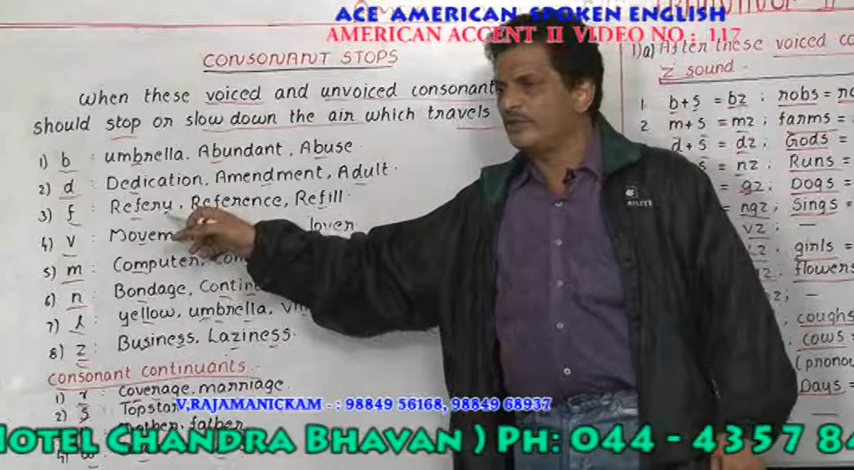 ACE AMERICAN SPOKEN ENGLISH
AMERICAN ACCENT II VIDEO NO. : 117
CONSONANT STOPS
When these voiced and unvoiced consonant
should stop or slow down the air which travels
1) b : umbrella. Abundant, Abuse
2) d : Dedication, Amendment, Adult.
3) f : Refery, Reference, Refill.
4) V : lover
5) m : Computer,
6) n : Bondage,
7) l : yellow, umbrella,
8) z : Business, Laziness.
Consonant continuants
1) r : coverage, marriage
2) s
father
1) a) After these voiced
z sound.
1 b+s = bz ; robs =
2 m+s = mz ; farms =
d+s = dz ; Gods =
= nz ; Runs =
= gz ; Dogs =
= ngz ; Sings =
vz
girls =
flowers
coughs
cows =
Days =
V,RAJAMANICKAM - : 98849 56168, 98849 68937
HOTEL CHANDRA BHAVAN ) PH: 044 - 4357 8